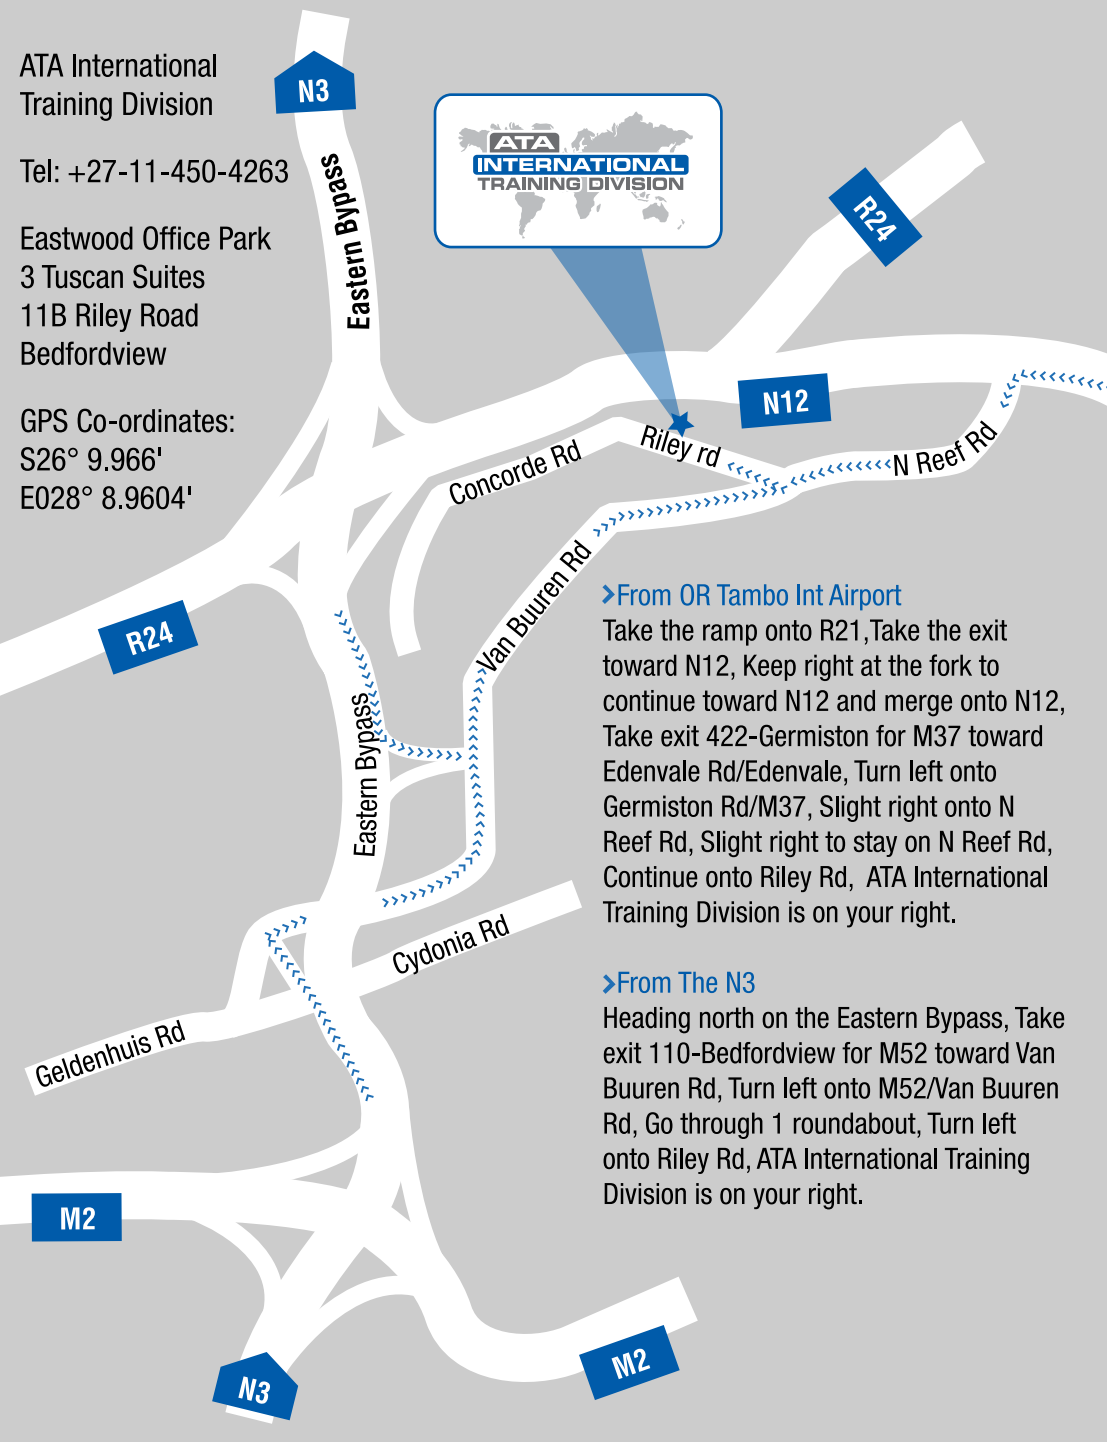 ATA International
Training Division
Tel: +27-11-450-4263
Eastwood Office Park
3 Tuscan Suites
11B Riley Road
Bedfordview
GPS Co-ordinates:
S26° 9.966'
E028° 8.9604'
N3
Eastern Bypass
ATA
INTERNATIONAL
TRAINING DIVISION
R24
N12
Riley rd
Concorde Rd
N Reef Rd
Van Buuren Rd
R24
Eastern Bypass
Cydonia Rd
Geldenhuis Rd
M2
N3
M2
>From OR Tambo Int Airport
Take the ramp onto R21,Take the exit
toward N12, Keep right at the fork to
continue toward N12 and merge onto N12,
Take exit 422-Germiston for M37 toward
Edenvale Rd/Edenvale, Turn left onto
Germiston Rd/M37, Slight right onto N
Reef Rd, Slight right to stay on N Reef Rd,
Continue onto Riley Rd, ATA International
Training Division is on your right.
>From The N3
Heading north on the Eastern Bypass, Take
exit 110-Bedfordview for M52 toward Van
Buuren Rd, Turn left onto M52/Van Buuren
Rd, Go through 1 roundabout, Turn left
onto Riley Rd, ATA International Training
Division is on your right.